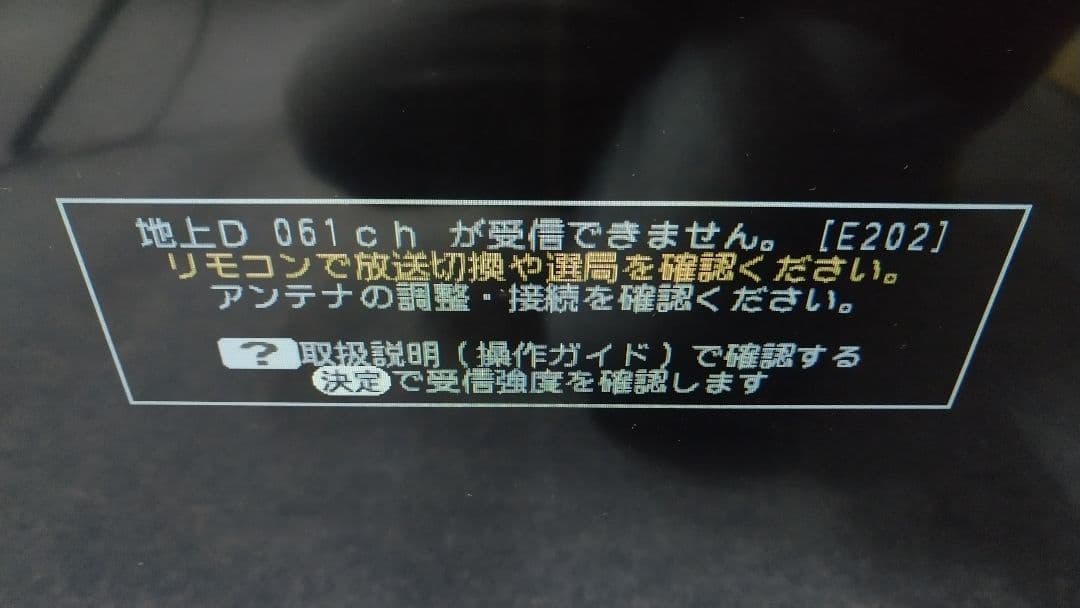 地上D 061ch が受信できません。 [E202]
リモコンで放送切換や選局を確認ください。
アンテナの調整・接続を確認ください。
?取扱説明(操作ガイド)で確認する
決定で受信強度を確認します